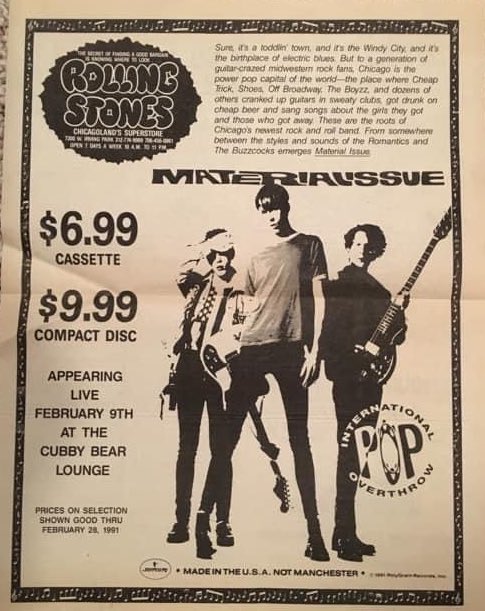 THE SECRET OF FINDING A GOOD BARGAIN
IS KNOWING WHERE TO LOOK
ROLLING
STONES
CHICAGOLAND'S SUPERSTORE
OPEN 7 DAYS A WEEK 10 A.M. TO 11 P.M.
Sure, it's a toddlin' town, and it's the Windy City, and it's
the birthplace of electric blues. But to a generation of
guitar-crazed midwestern rock fans, Chicago is the
power pop capital of the world—the place where Cheap
Trick, Shoes, Off Broadway, The Boyzz, and dozens of
others cranked up guitars in sweaty clubs, got drunk on
cheap beer and sang songs about the girls they got
and those who got away. These are the roots of
Chicago's newest rock and roll band. From somewhere
between the styles and sounds of the Romantics and
The Buzzcocks emerges Material Issue.
MATERIAL ISSUE
$6.99
CASSETTE
$9.99
COMPACT DISC
APPEARING
LIVE
FEBRUARY 9TH
AT THE
CUBBY BEAR
LOUNGE
INTERNATIONAL
POP
OVERTHROW
PRICES ON SELECTION
SHOWN GOOD THRU
FEBRUARY 28, 1991
• MADE IN THE U.S.A. NOT MANCHESTER •
© 1991 PolyGram Records, Inc.